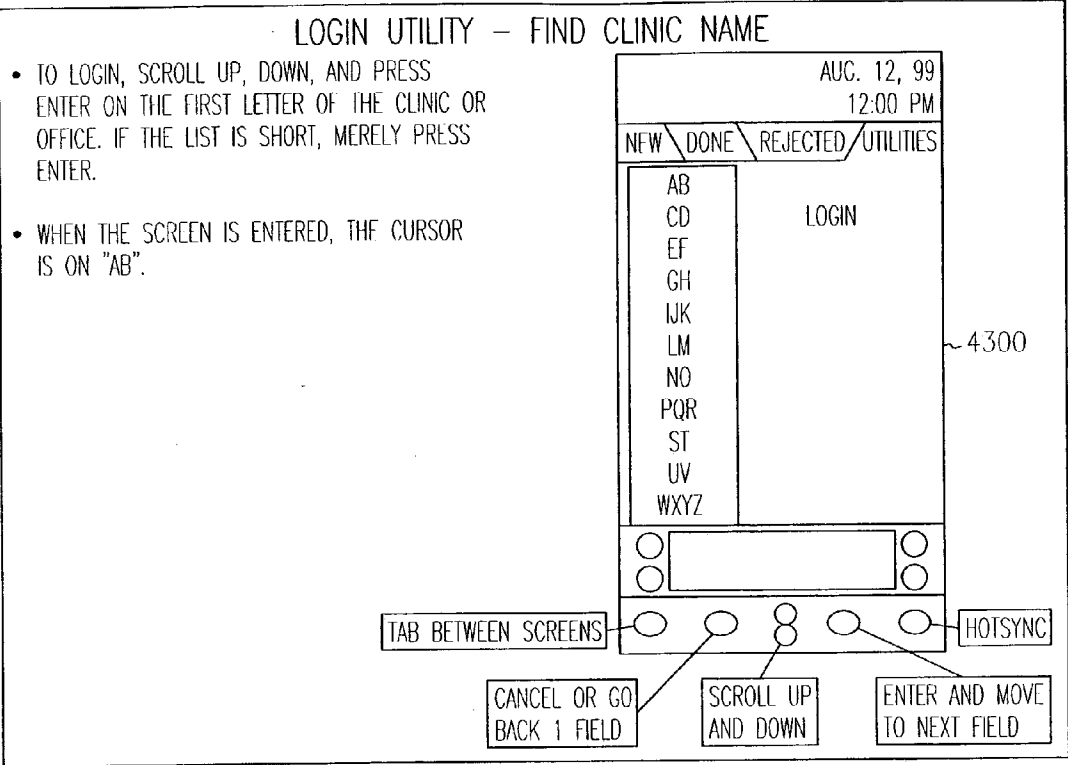 LOGIN UTILITY – FIND CLINIC NAME
• TO LOGIN, SCROLL UP, DOWN, AND PRESS
ENTER ON THE FIRST LETTER OF THE CLINIC OR
OFFICE. IF THE LIST IS SHORT, MERELY PRESS
ENTER.
• WHEN THE SCREEN IS ENTERED, THE CURSOR
IS ON "AB".
AUG. 12, 99
12:00 PM
NEW DONE REJECTED UTILITIES
AB
CD
EF
GH
IJK
LM
NO
PQR
ST
UV
WXYZ
LOGIN
4300
TAB BETWEEN SCREENS
HOTSYNC
CANCEL OR GO
BACK 1 FIELD
SCROLL UP
AND DOWN
ENTER AND MOVE
TO NEXT FIELD